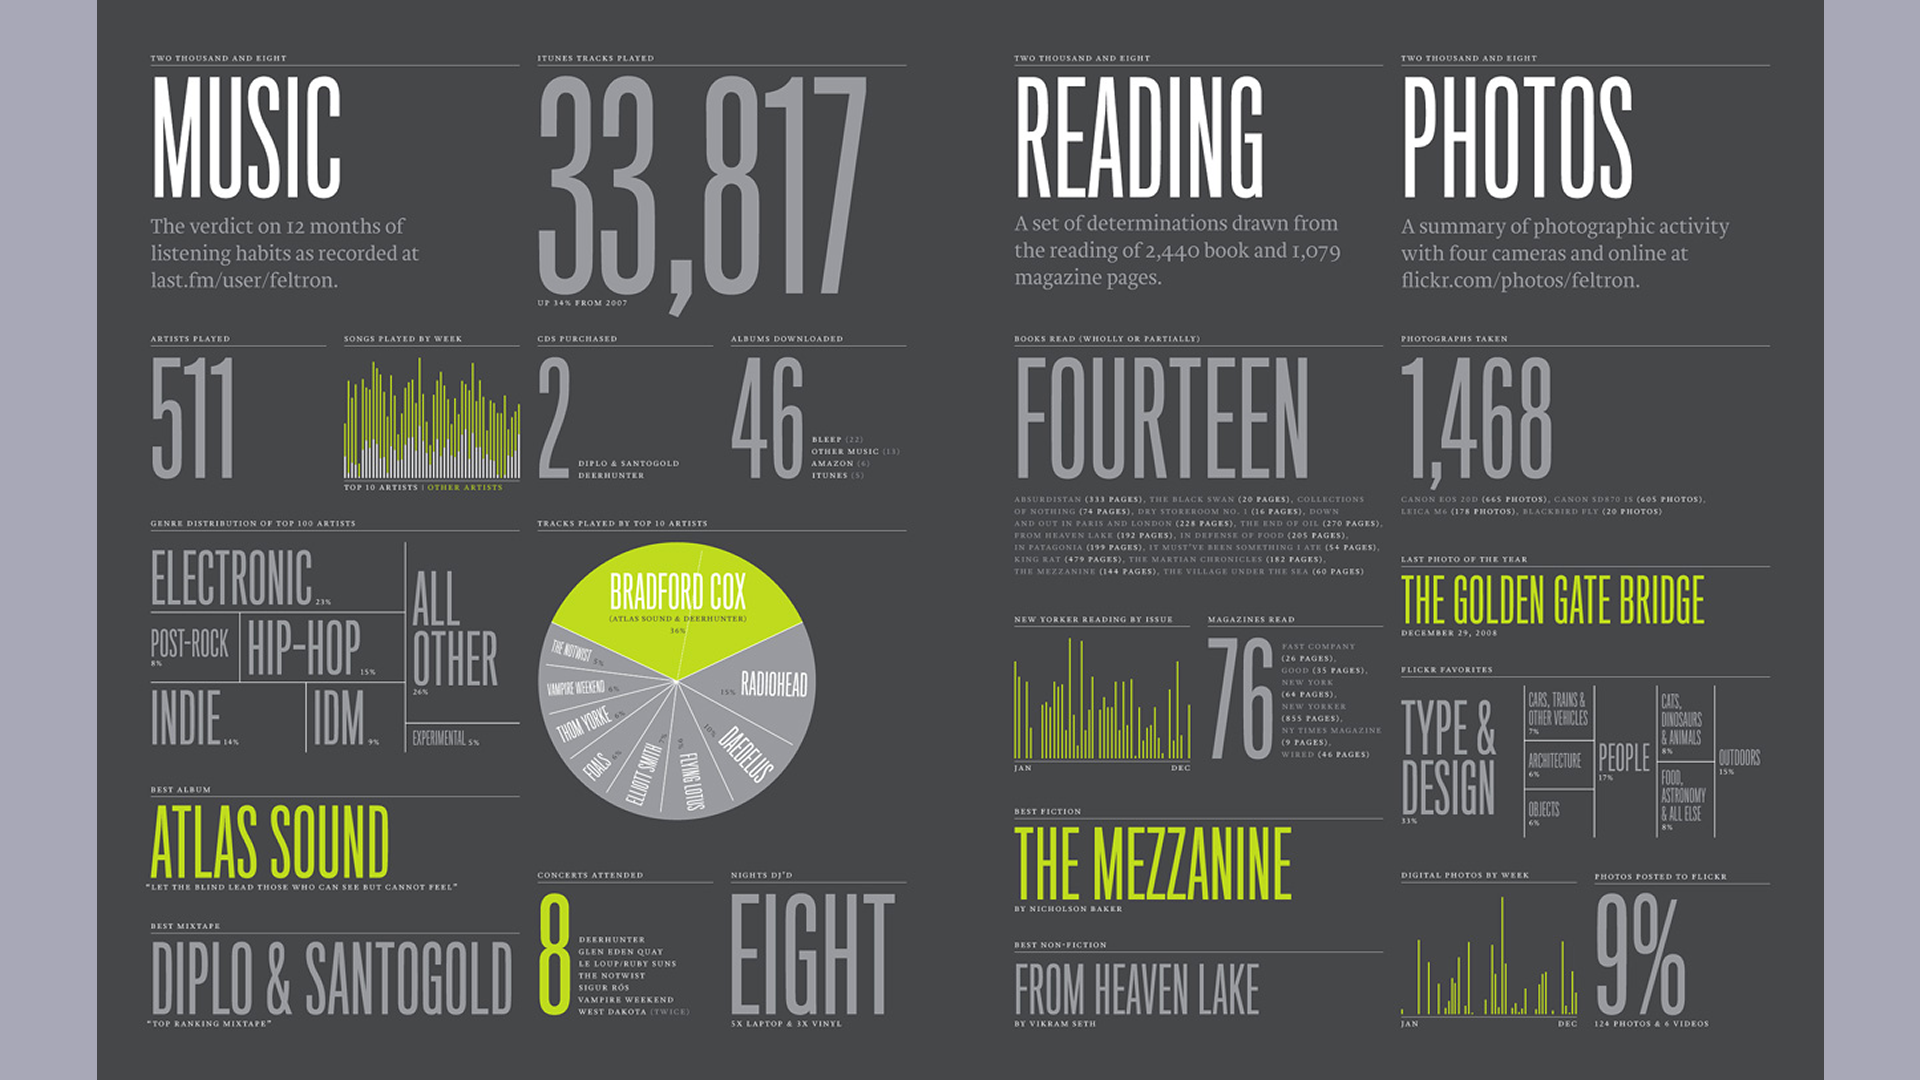 TWO THOUSAND AND EIGHT
MUSIC
The verdict on 12 months of
listening habits as recorded at
last.fm/user/feltron.
ITUNES TRACKS PLAYED
33,817
UP 34% FROM 2007
ARTISTS PLAYED
511
SONGS PLAYED BY WEEK
TOP 10 ARTISTS | OTHER ARTISTS
CDS PURCHASED
2
DIPLO & SANTOGOLD
DEERHUNTER
ALBUMS DOWNLOADED
46
BLEEP (22)
OTHER MUSIC (13)
AMAZON (6)
ITUNES (5)
GENRE DISTRIBUTION OF TOP 100 ARTISTS
ELECTRONIC 23%
POST-ROCK
8%
HIP-HOP 15%
INDIE 14%
IDM 9%
ALL
OTHER
26%
EXPERIMENTAL 5%
TRACKS PLAYED BY TOP 10 ARTISTS
BRADFORD COX
(ATLAS SOUND & DEERHUNTER)
36%
THE NOTWIST 5%
VAMPIRE WEEKEND 6%
THOM YORKE 6%
FOALS 6%
ELLIOTT SMITH 7%
FLYING LOTUS 9%
DAEDELUS 10%
15% RADIOHEAD
BEST ALBUM
ATLAS SOUND
"LET THE BLIND LEAD THOSE WHO CAN SEE BUT CANNOT FEEL"
BEST MIXTAPE
DIPLO & SANTOGOLD
"TOP RANKING MIXTAPE"
CONCERTS ATTENDED
8
DEERHUNTER
GLEN EDEN QUAY
LE LOUP/RUBY SUNS
THE NOTWIST
SIGUR RÓS
VAMPIRE WEEKEND
WEST DAKOTA (TWICE)
NIGHTS DJ'D
EIGHT
5X LAPTOP & 3X VINYL
TWO THOUSAND AND EIGHT
READING
A set of determinations drawn from
the reading of 2,440 book and 1,079
magazine pages.
BOOKS READ (WHOLLY OR PARTIALLY)
FOURTEEN
ABSURDISTAN (333 PAGES), THE BLACK SWAN (20 PAGES), COLLECTIONS
OF NOTHING (74 PAGES), DRY STOREROOM NO. 1 (16 PAGES), DOWN
AND OUT IN PARIS AND LONDON (228 PAGES), THE END OF OIL (270 PAGES),
FROM HEAVEN LAKE (192 PAGES), IN DEFENSE OF FOOD (205 PAGES),
IN PATAGONIA (199 PAGES), IT MUST'VE BEEN SOMETHING I ATE (54 PAGES),
KING RAT (479 PAGES), THE MARTIAN CHRONICLES (182 PAGES),
THE MEZZANINE (144 PAGES), THE VILLAGE UNDER THE SEA (60 PAGES)
NEW YORKER READING BY ISSUE
JAN DEC
MAGAZINES READ
76
FAST COMPANY
(26 PAGES),
GOOD (35 PAGES),
NEW YORK
(64 PAGES),
NEW YORKER
(855 PAGES),
NY TIMES MAGAZINE
(9 PAGES),
WIRED (46 PAGES)
BEST FICTION
THE MEZZANINE
BY NICHOLSON BAKER
BEST NON-FICTION
FROM HEAVEN LAKE
BY VIKRAM SETH
TWO THOUSAND AND EIGHT
PHOTOS
A summary of photographic activity
with four cameras and online at
flickr.com/photos/feltron.
PHOTOGRAPHS TAKEN
1,468
CANON EOS 20D (665 PHOTOS), CANON SD870 IS (605 PHOTOS),
LEICA M6 (178 PHOTOS), BLACKBIRD FLY (20 PHOTOS)
LAST PHOTO OF THE YEAR
THE GOLDEN GATE BRIDGE
DECEMBER 29, 2008
FLICKR FAVORITES
TYPE &
DESIGN
33%
CARS, TRAINS &
OTHER VEHICLES
7%
ARCHITECTURE
6%
OBJECTS
6%
PEOPLE
17%
CATS,
DINOSAURS
& ANIMALS
8%
FOOD,
ASTRONOMY
& ALL ELSE
8%
OUTDOORS
15%
DIGITAL PHOTOS BY WEEK
JAN DEC
PHOTOS POSTED TO FLICKR
9%
124 PHOTOS & 6 VIDEOS